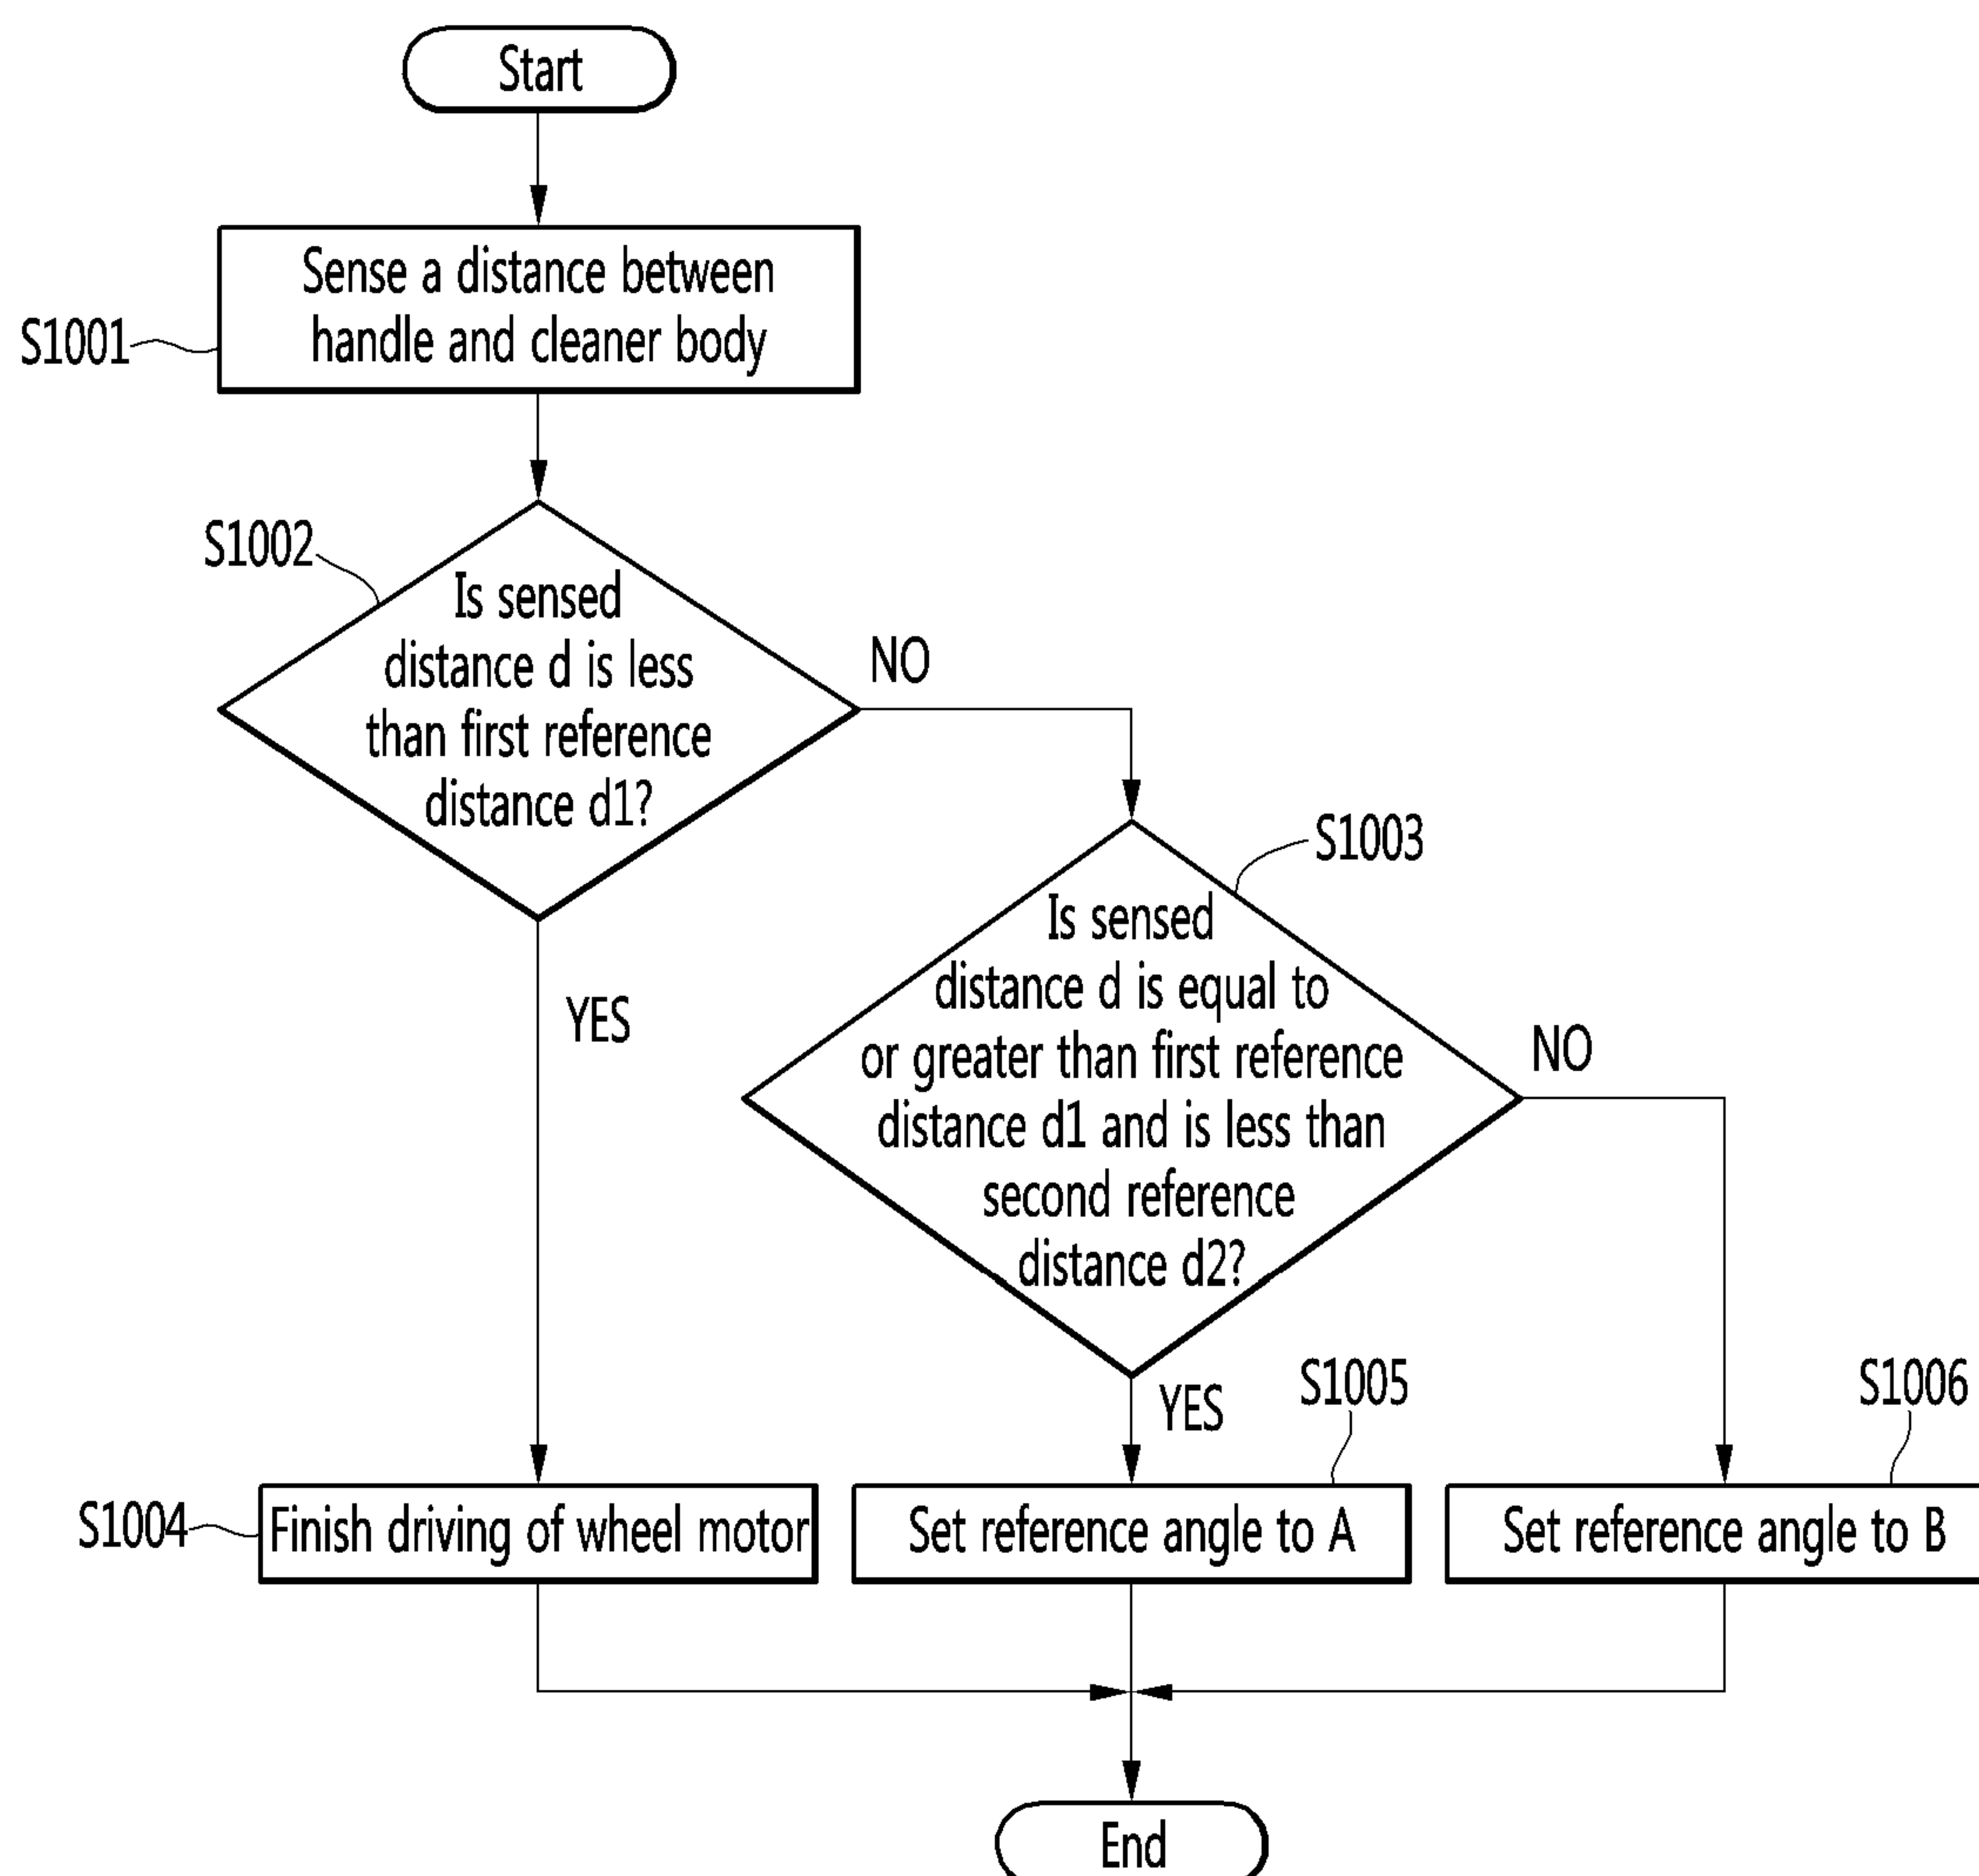 Start
Sense a distance between
handle and cleaner body
S1001
S1002
Is sensed
distance d is less
than first reference
distance d1?
NO
YES
S1003
Is sensed
distance d is equal to
or greater than first reference
distance d1 and is less than
second reference
distance d2?
NO
YES
S1004
Finish driving of wheel motor
S1005
Set reference angle to A
S1006
Set reference angle to B
End